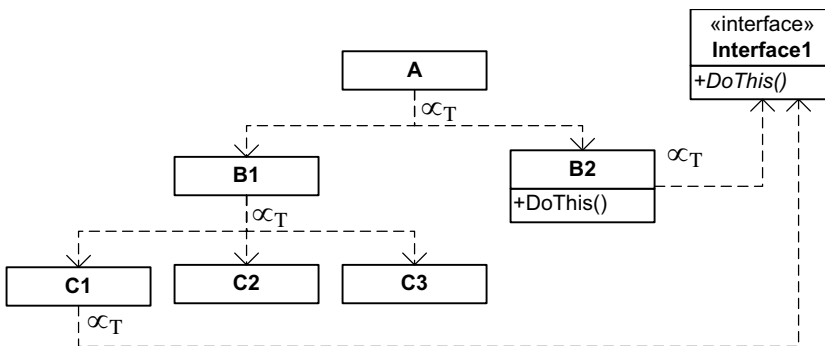 «interface»
Interface1
+DoThis()
A
∝T
B1
B2
+DoThis()
∝T
∝T
C1
C2
C3
∝T